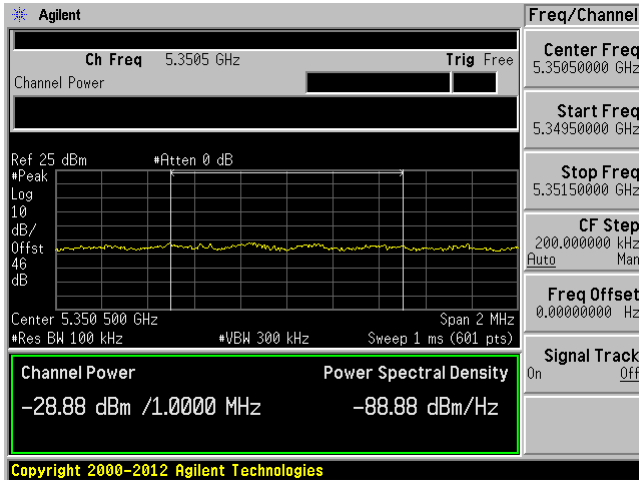 Agilent
Ch Freq 5.3505 GHz Trig Free
Channel Power
Ref 25 dBm #Atten 0 dB
#Peak
Log
10
dB/
Offst
46
dB
Center 5.350 500 GHz Span 2 MHz
#Res BW 100 kHz #VBW 300 kHz Sweep 1 ms (601 pts)
Channel Power Power Spectral Density
-28.88 dBm /1.0000 MHz -88.88 dBm/Hz
Copyright 2000-2012 Agilent Technologies
Freq/Channel
Center Freq
5.35050000 GHz
Start Freq
5.34950000 GHz
Stop Freq
5.35150000 GHz
CF Step
200.000000 kHz
Auto Man
Freq Offset
0.00000000 Hz
Signal Track
On Off